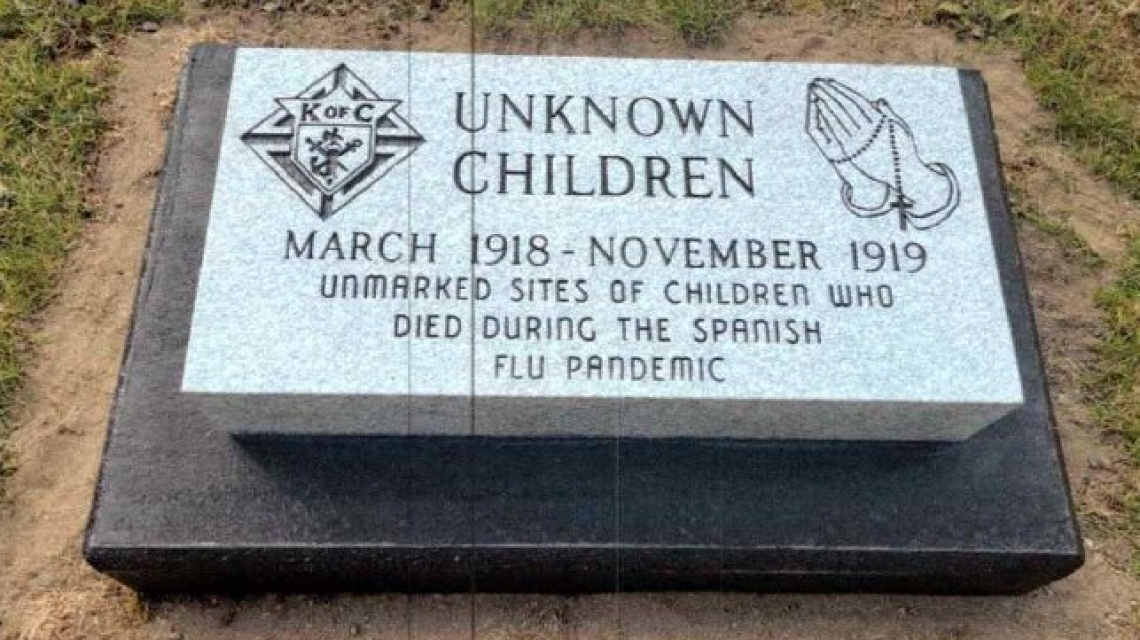 K OF C
UNKNOWN
CHILDREN
MARCH 1918 - NOVEMBER 1919
UNMARKED SITES OF CHILDREN WHO
DIED DURING THE SPANISH
FLU PANDEMIC